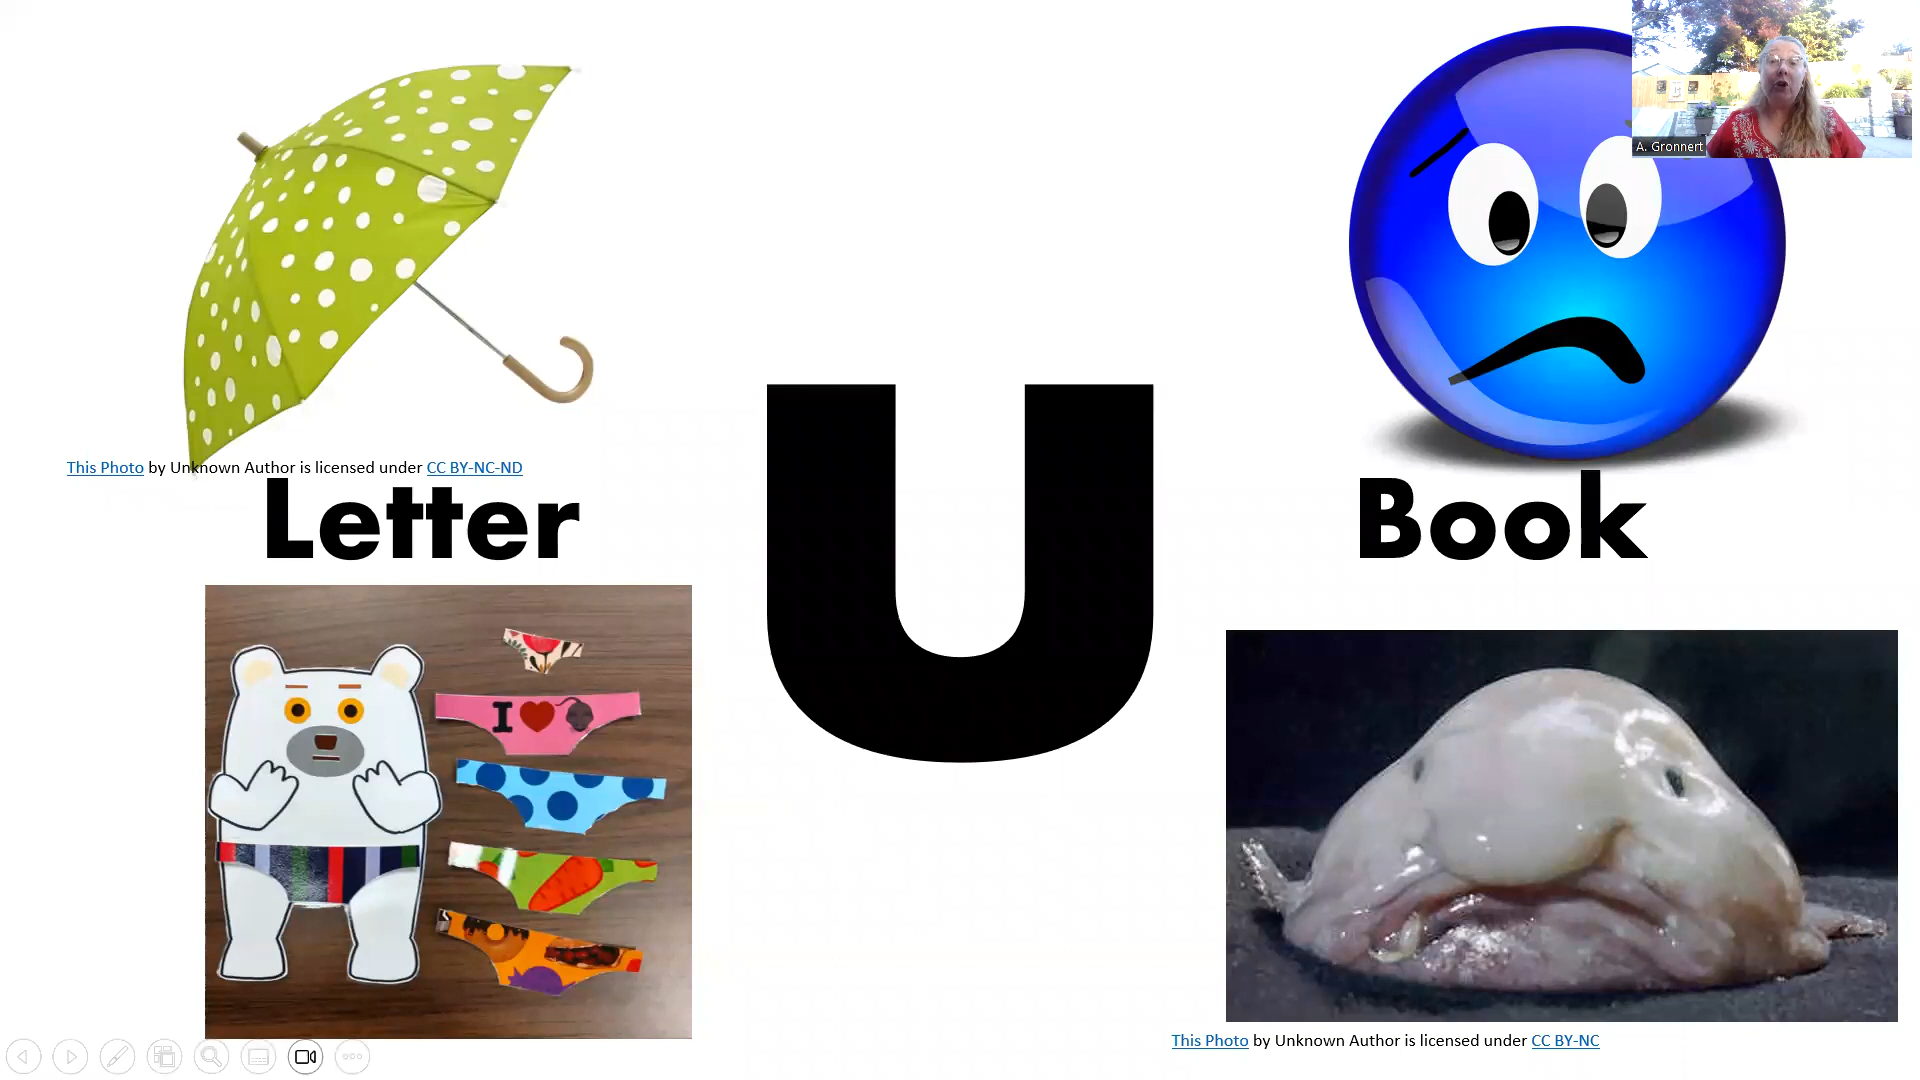 A. Gronnert
This Photo by Unknown Author is licensed under CC BY-NC-ND
Letter
U
Book
I
This Photo by Unknown Author is licensed under CC BY-NC